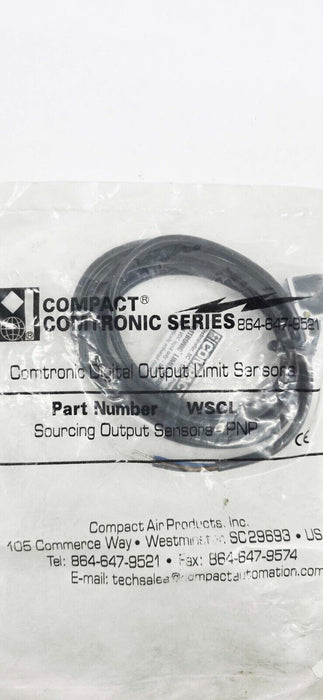 COMPACT®
COMTRONIC SERIES 864-647-9521
Comtronic Digital Output Limit Sensors
Part Number WSCL
Sourcing Output Sensors - PNP
CE
Compact Air Products, Inc.
105 Commerce Way • Westminster, SC 29693 • US
Tel: 864-647-9521 • Fax: 864-647-9574
E-mail: techsales@compactautomation.com